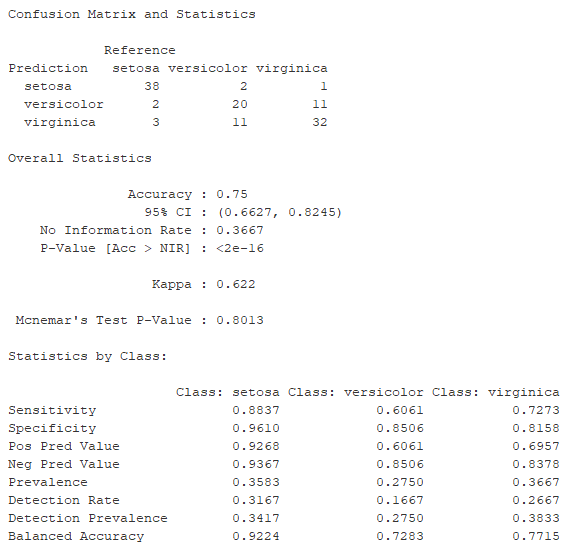 Confusion Matrix and Statistics
Reference
Prediction setosa versicolor virginica
setosa 38 2 1
versicolor 2 20 11
virginica 3 11 32
Overall Statistics
Accuracy : 0.75
95% CI : (0.6627, 0.8245)
No Information Rate : 0.3667
P-Value [Acc > NIR] : <2e-16
Kappa : 0.622
Mcnemar's Test P-Value : 0.8013
Statistics by Class:
Class: setosa Class: versicolor Class: virginica
Sensitivity 0.8837 0.6061 0.7273
Specificity 0.9610 0.8506 0.8158
Pos Pred Value 0.9268 0.6061 0.6957
Neg Pred Value 0.9367 0.8506 0.8378
Prevalence 0.3583 0.2750 0.3667
Detection Rate 0.3167 0.1667 0.2667
Detection Prevalence 0.3417 0.2750 0.3833
Balanced Accuracy 0.9224 0.7283 0.7715